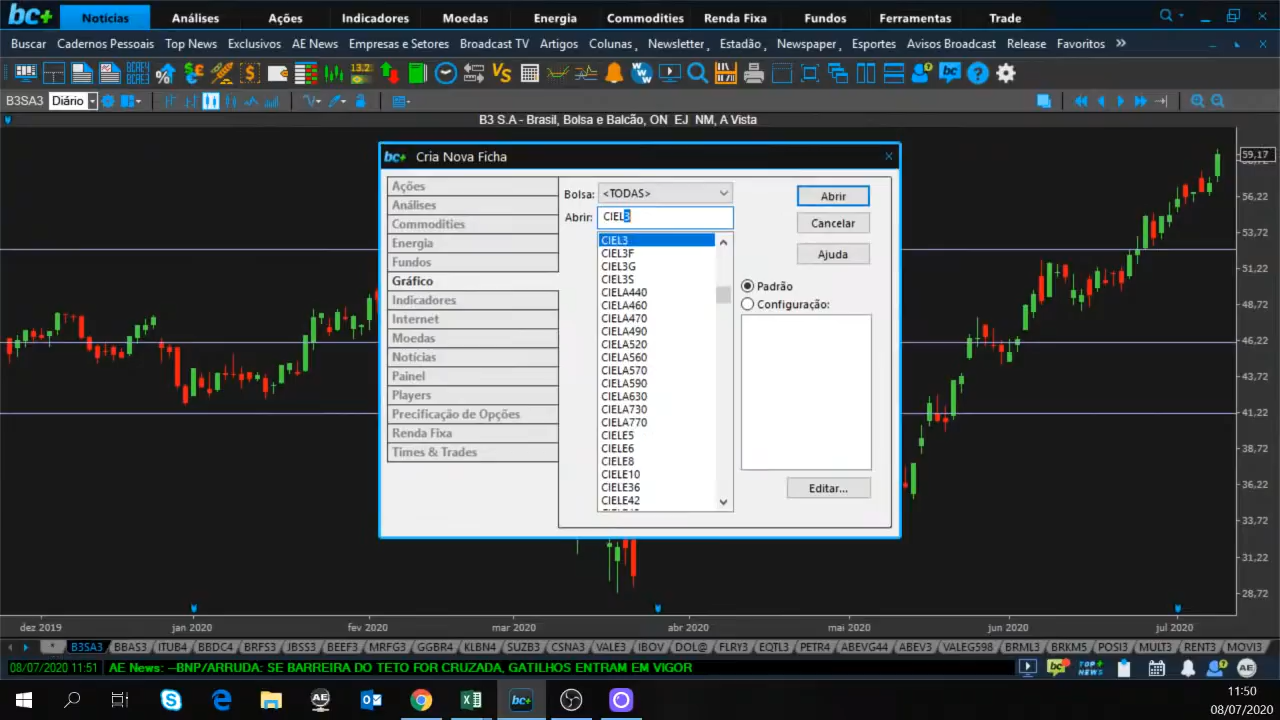 bc+ Notícias Análises Ações Indicadores Moedas Energia Commodities Renda Fixa Fundos Ferramentas Trade
Buscar Cadernos Pessoais Top News Exclusivos AE News Empresas e Setores Broadcast TV Artigos Colunas Newsletter Estadão Newspaper Esportes Avisos Broadcast Release Favoritos »
B3SA3 Diário
B3 S.A - Brasil, Bolsa e Balcão, ON EJ NM, A Vista
bc+ Cria Nova Ficha
Ações
Análises
Commodities
Energia
Fundos
Gráfico
Indicadores
Internet
Moedas
Notícias
Painel
Players
Precificação de Opções
Renda Fixa
Times & Trades
Bolsa: <TODAS>
Abrir: CIEL3
CIEL3
CIEL3F
CIEL3G
CIEL3S
CIELA440
CIELA460
CIELA470
CIELA490
CIELA520
CIELA560
CIELA570
CIELA590
CIELA630
CIELA730
CIELA770
CIELE5
CIELE6
CIELE8
CIELE10
CIELE36
CIELE42
Abrir
Cancelar
Ajuda
Padrão
Configuração:
Editar...
59,17
56,22
53,72
51,22
48,72
46,22
43,72
41,22
36,22
33,72
31,22
28,72
dez 2019 jan 2020 fev 2020 mar 2020 abr 2020 mai 2020 jun 2020 jul 2020
* B3SA3 BBAS3 ITUB4 BBDC4 BRFS3 JBSS3 BEEF3 MRFG3 GGBR4 KLBN4 SUZB3 CSNA3 VALE3 USIM5 IBOV DOL@ FLRY3 EQTL3 PETR4 ABEVG144 ABEV3 VALEG598 BRML3 BRKM5 POSI3 MULT3 RENT3 MOVI3
08/07/2020 11:51 AE News: --BNP/ARRUDA: SE BARREIRA DO TETO FOR CRUZADA, GATILHOS ENTRAM EM VIGOR
bc+ TOP+ NEWS AE
AE bc+
11:50
08/07/2020